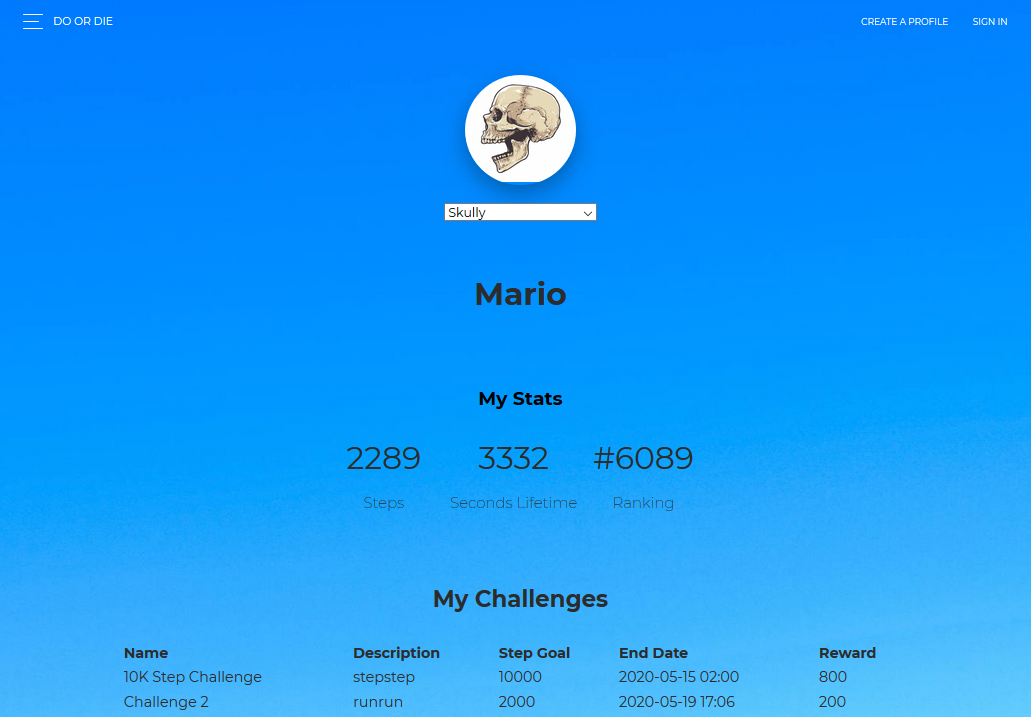 DO OR DIE CREATE A PROFILE SIGN IN
Skully
Mario
My Stats
2289 3332 #6089
Steps Seconds Lifetime Ranking
My Challenges
Name Description Step Goal End Date Reward
10K Step Challenge stepstep 10000 2020-05-15 02:00 800
Challenge 2 runrun 2000 2020-05-19 17:06 200